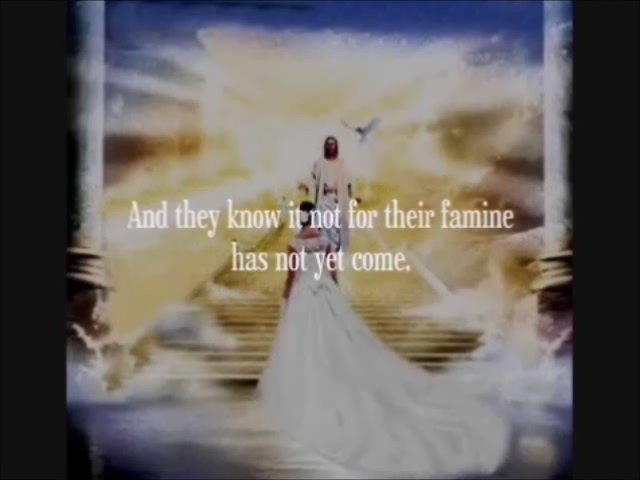 And they know it not for their famine
has not yet come.